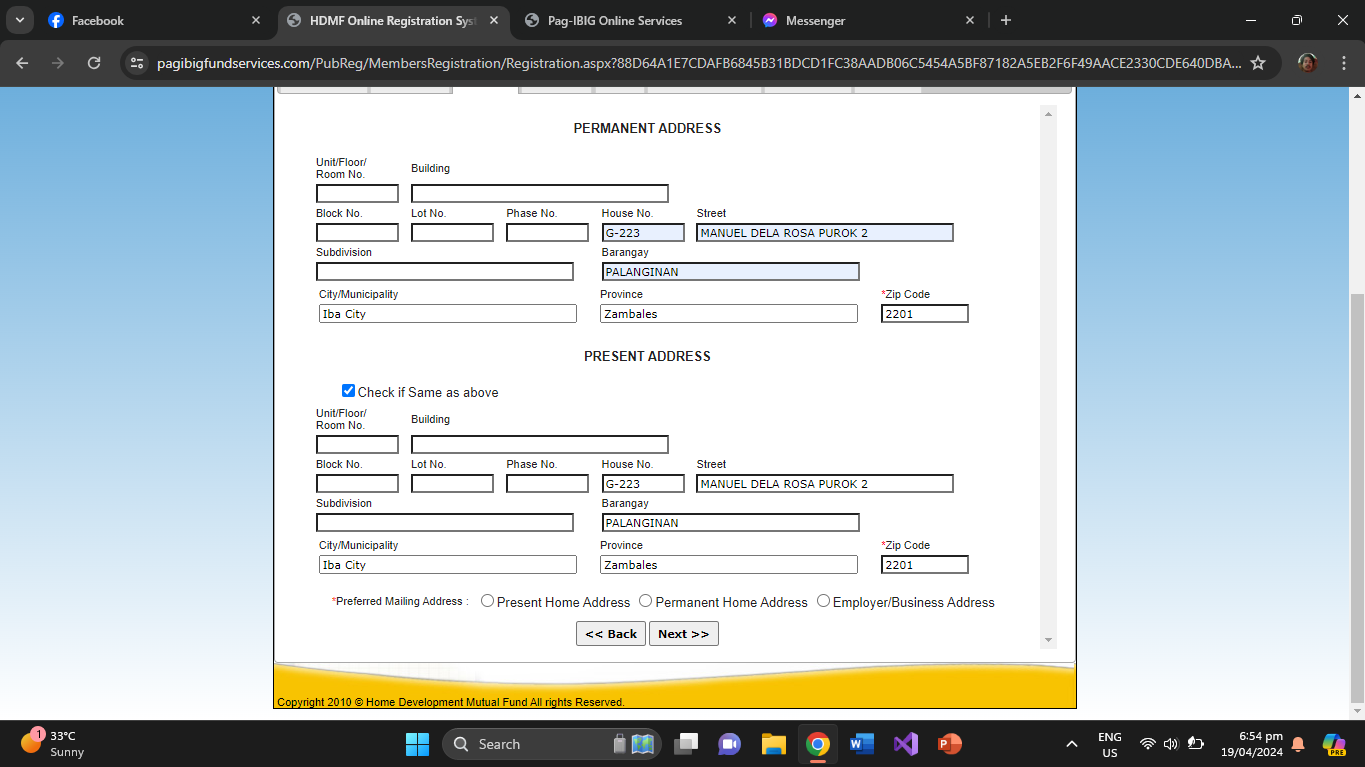 Facebook
HDMF Online Registration Sys
Pag-IBIG Online Services
Messenger
pagibigfundservices.com/PubReg/MembersRegistration/Registration.aspx?88D64A1E7CDAFB6845B31BDCD1FC38AADB06C5454A5BF87182A5EB2F6F49AACE2330CDE640DBA...
PERMANENT ADDRESS
Unit/Floor/
Room No.
Building
Block No. Lot No. Phase No. House No. Street
G-223 MANUEL DELA ROSA PUROK 2
Subdivision Barangay
PALANGINAN
City/Municipality Province *Zip Code
Iba City Zambales 2201
PRESENT ADDRESS
Check if Same as above
Unit/Floor/
Room No.
Building
Block No. Lot No. Phase No. House No. Street
G-223 MANUEL DELA ROSA PUROK 2
Subdivision Barangay
PALANGINAN
City/Municipality Province *Zip Code
Iba City Zambales 2201
*Preferred Mailing Address : Present Home Address Permanent Home Address Employer/Business Address
<< Back Next >>
Copyright 2010 © Home Development Mutual Fund All rights Reserved.
1
33°C
Sunny
Search
ENG
US
6:54 pm
19/04/2024
PRE